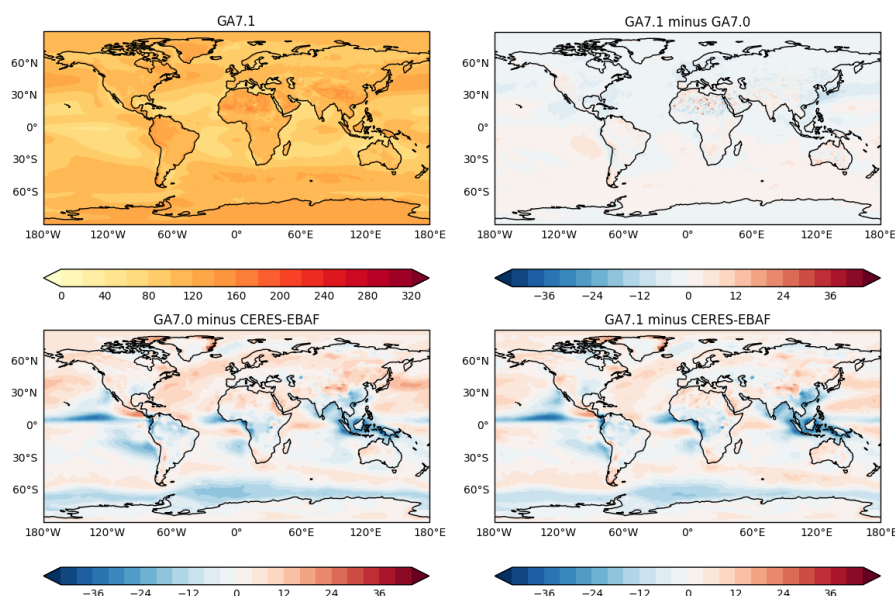 GA7.1
60°N
30°N
0°
30°S
60°S
180°W 120°W 60°W 0° 60°E 120°E 180°E
0 40 80 120 160 200 240 280 320
GA7.1 minus GA7.0
60°N
30°N
0°
30°S
60°S
180°W 120°W 60°W 0° 60°E 120°E 180°E
−36 −24 −12 0 12 24 36
GA7.0 minus CERES-EBAF
60°N
30°N
0°
30°S
60°S
180°W 120°W 60°W 0° 60°E 120°E 180°E
−36 −24 −12 0 12 24 36
GA7.1 minus CERES-EBAF
60°N
30°N
0°
30°S
60°S
180°W 120°W 60°W 0° 60°E 120°E 180°E
−36 −24 −12 0 12 24 36